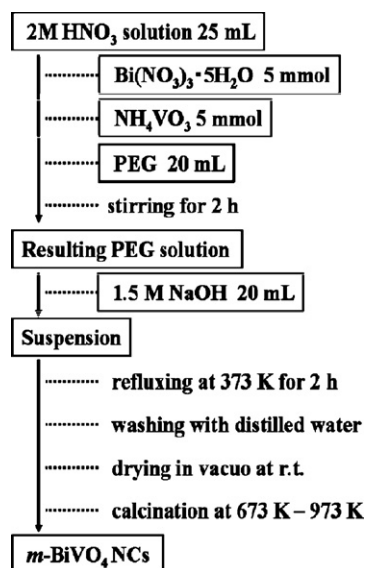 2M HNO₃ solution 25 mL
Bi(NO₃)₃·5H₂O 5 mmol
NH₄VO₃ 5 mmol
PEG 20 mL
stirring for 2 h
Resulting PEG solution
1.5 M NaOH 20 mL
Suspension
refluxing at 373 K for 2 h
washing with distilled water
drying in vacuo at r.t.
calcination at 673 K – 973 K
m-BiVO₄ NCs